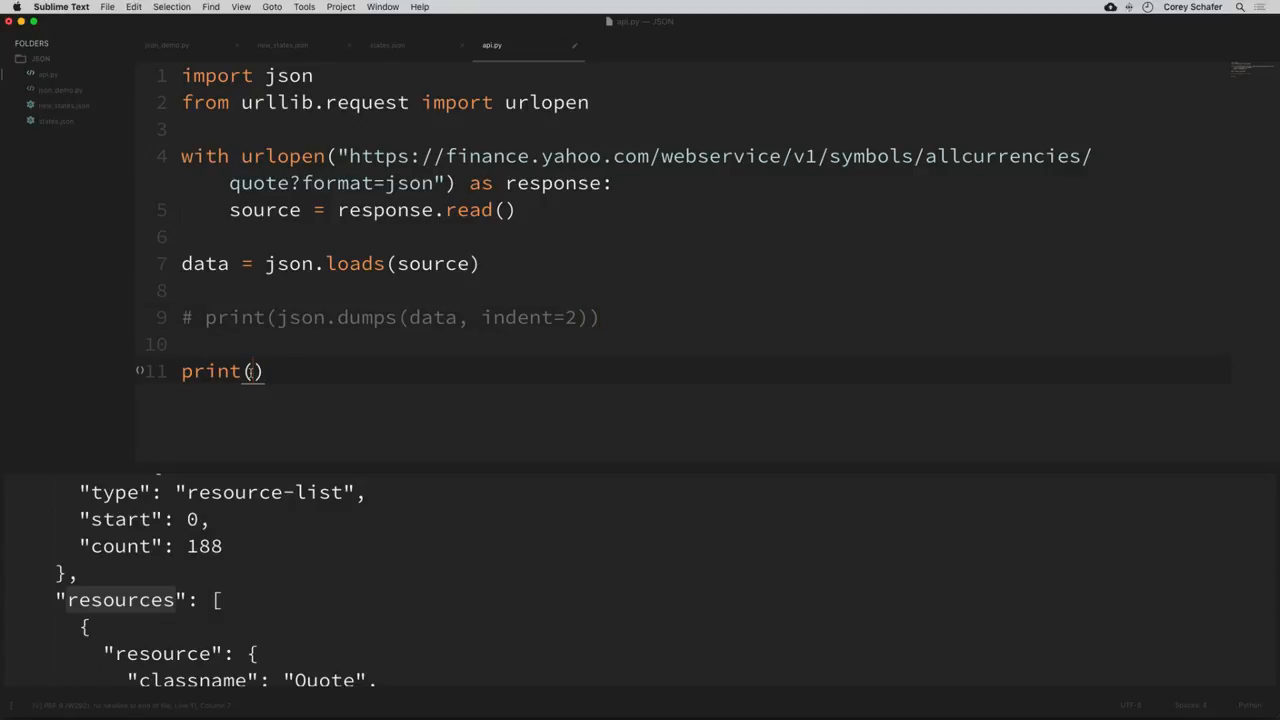 Sublime Text File Edit Selection Find View Goto Tools Project Window Help Corey Schafer
api.py — JSON
FOLDERS
JSON
api.py
json_demo.py
new_states.json
states.json
json_demo.py new_states.json states.json api.py
1 import json
2 from urllib.request import urlopen
3
4 with urlopen("https://finance.yahoo.com/webservice/v1/symbols/allcurrencies/
quote?format=json") as response:
5 source = response.read()
6
7 data = json.loads(source)
8
9 # print(json.dumps(data, indent=2))
10
11 print()
"type": "resource-list",
"start": 0,
"count": 188
},
"resources": [
{
"resource": {
"classname": "Quote",
UTF-8 Spaces: 4 Python